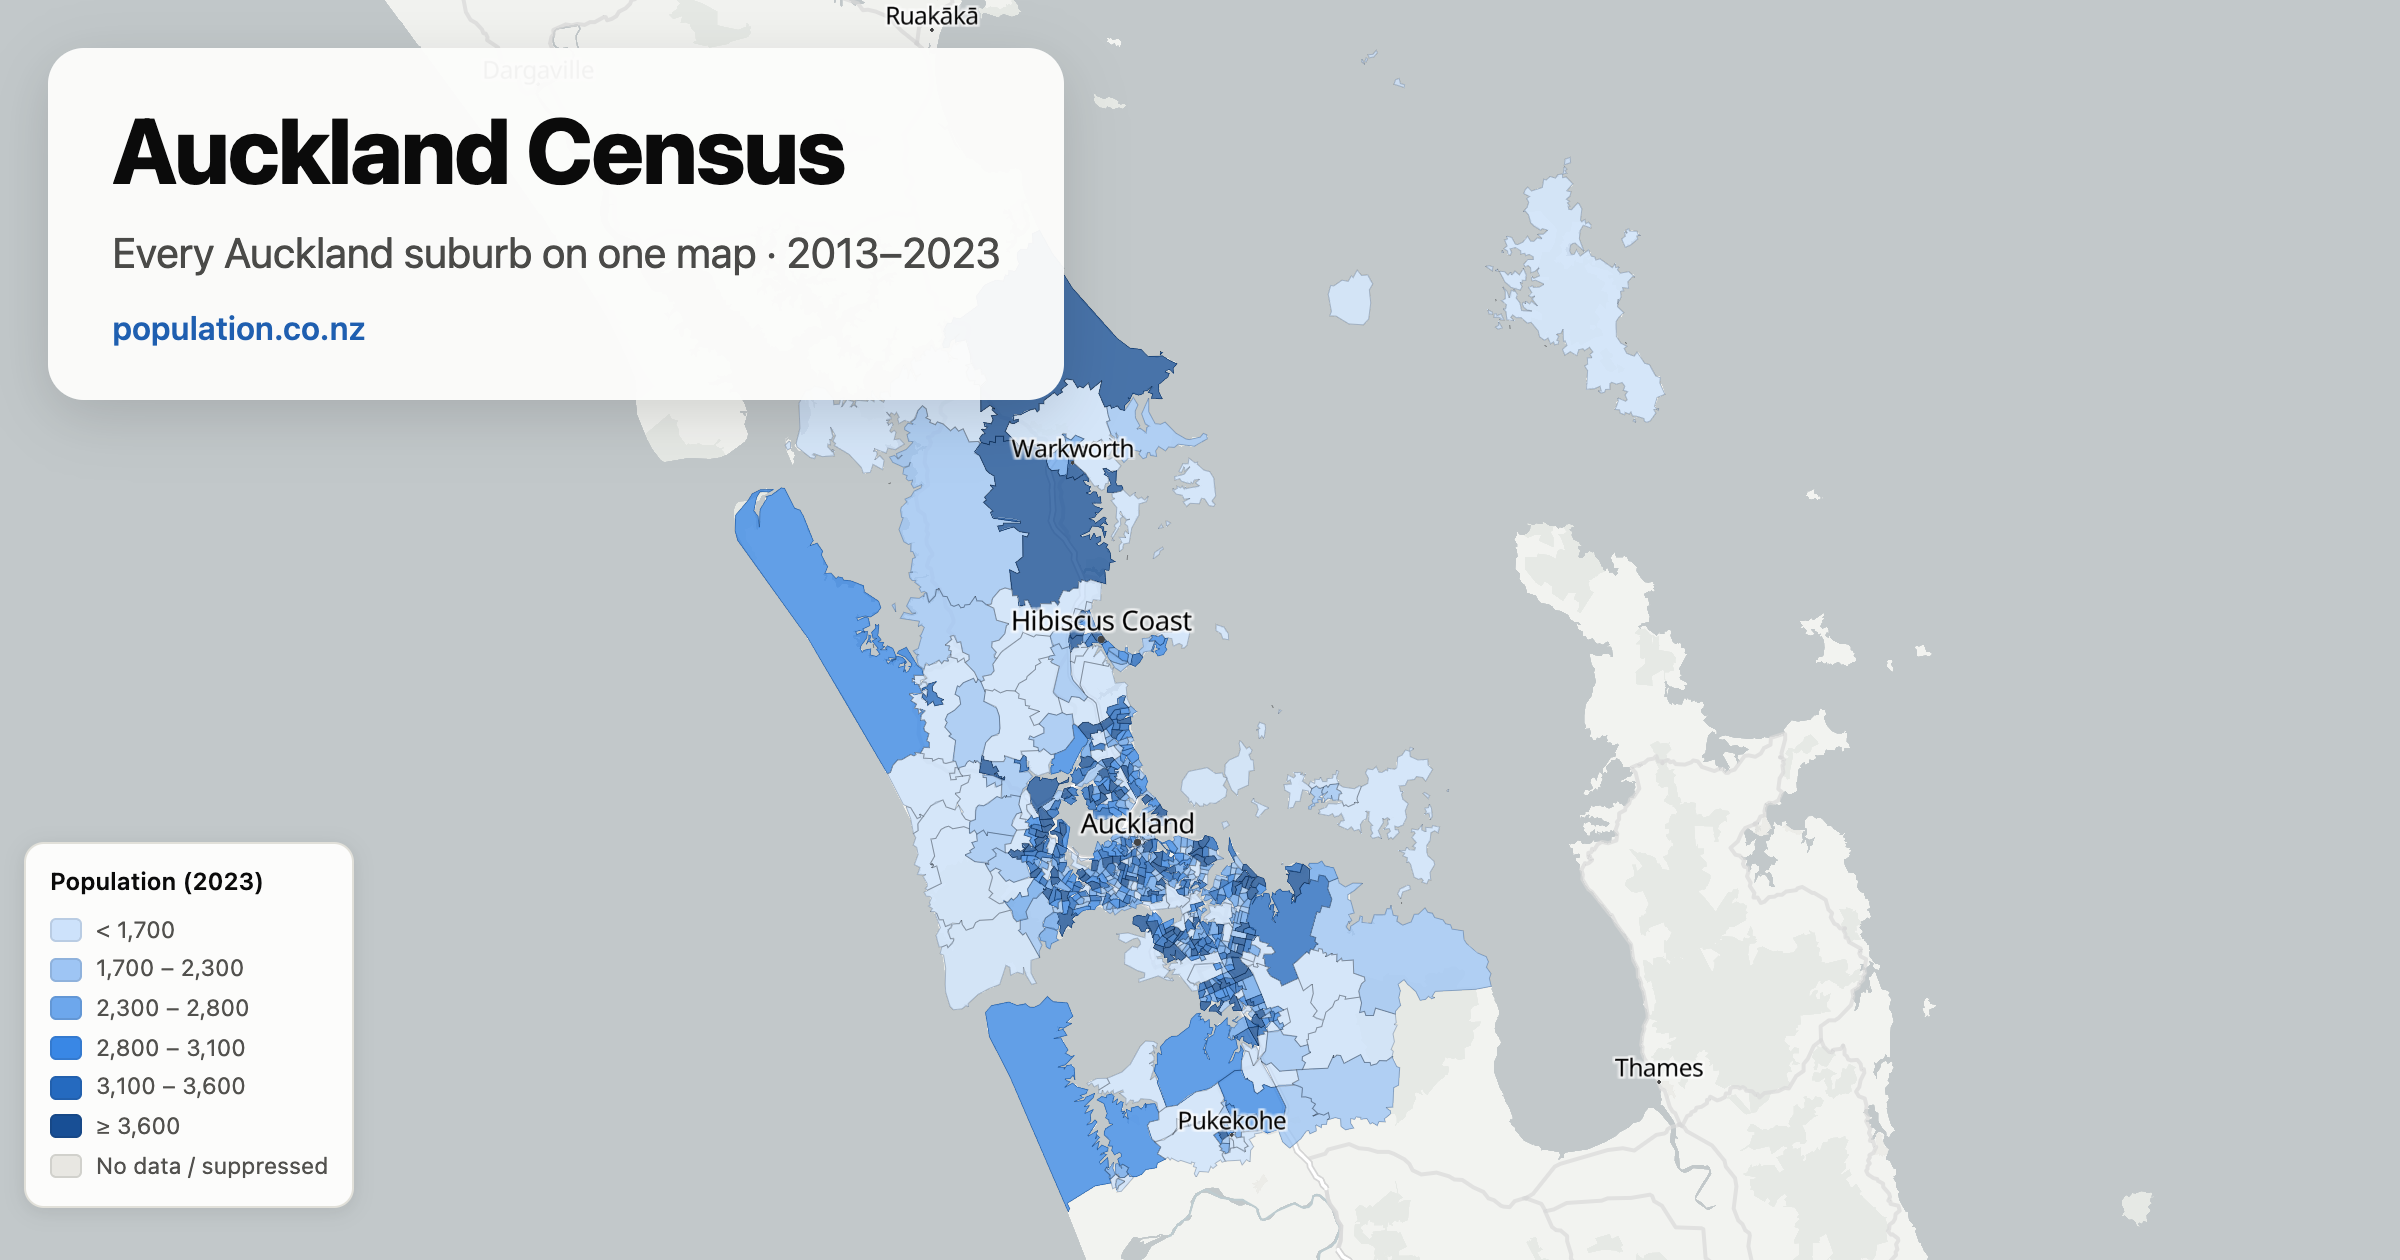 Ruakākā
Dargaville
Auckland Census
Every Auckland suburb on one map · 2013–2023
population.co.nz
Warkworth
Hibiscus Coast
Auckland
Thames
Pukekohe
Population (2023)
< 1,700
1,700 – 2,300
2,300 – 2,800
2,800 – 3,100
3,100 – 3,600
≥ 3,600
No data / suppressed